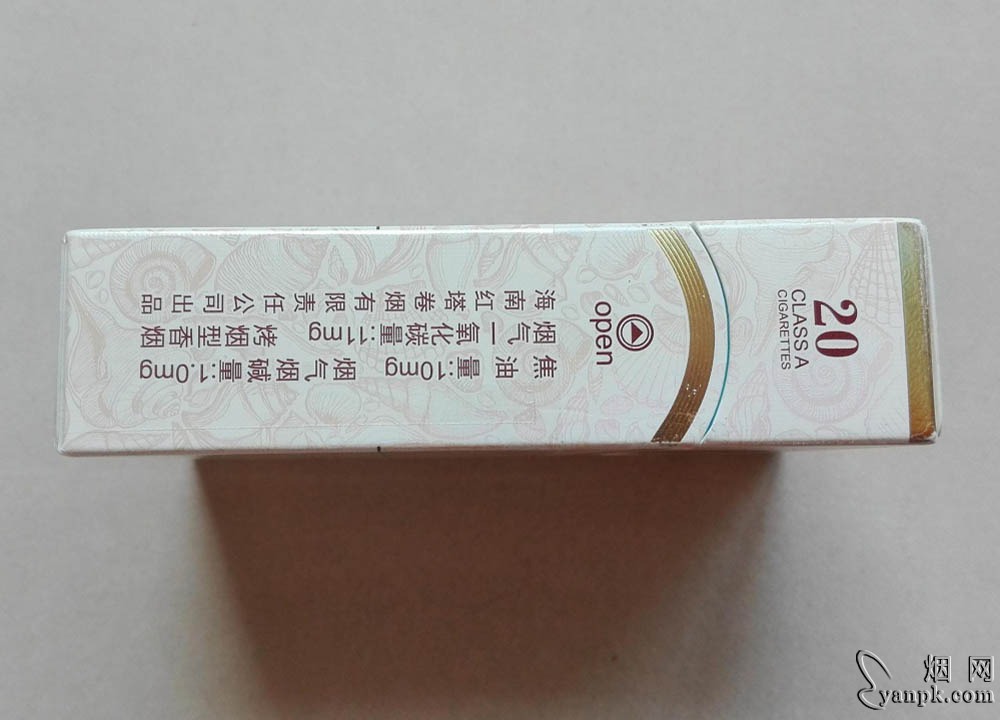 20
CLASS A
CIGARETTES
open
焦油量:10mg 烟气烟碱量:1.0mg
烟气一氧化碳量:11mg 烤烟型香烟
海南红塔卷烟有限责任公司出品
烟网
yanpk.com